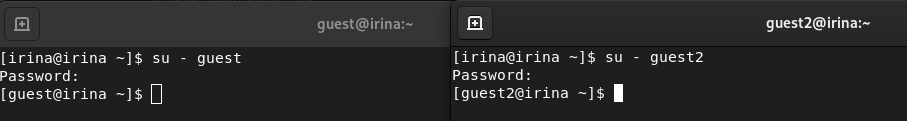 guest@irina:~
[irina@irina ~]$ su - guest
Password:
[guest@irina ~]$
guest2@irina:~
[irina@irina ~]$ su - guest2
Password:
[guest2@irina ~]$